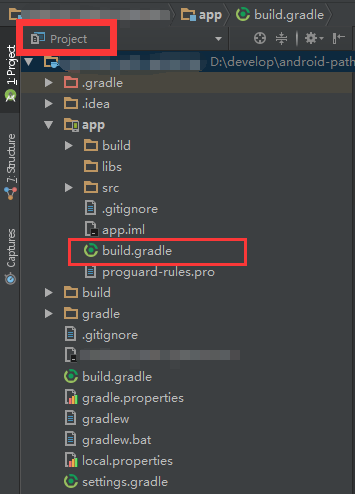 app build.gradle
Project
D:\develop\android-path
.gradle
.idea
app
build
libs
src
.gitignore
app.iml
build.gradle
proguard-rules.pro
build
gradle
.gitignore
build.gradle
gradle.properties
gradlew
gradlew.bat
local.properties
settings.gradle
1: Project
7: Structure
Captures